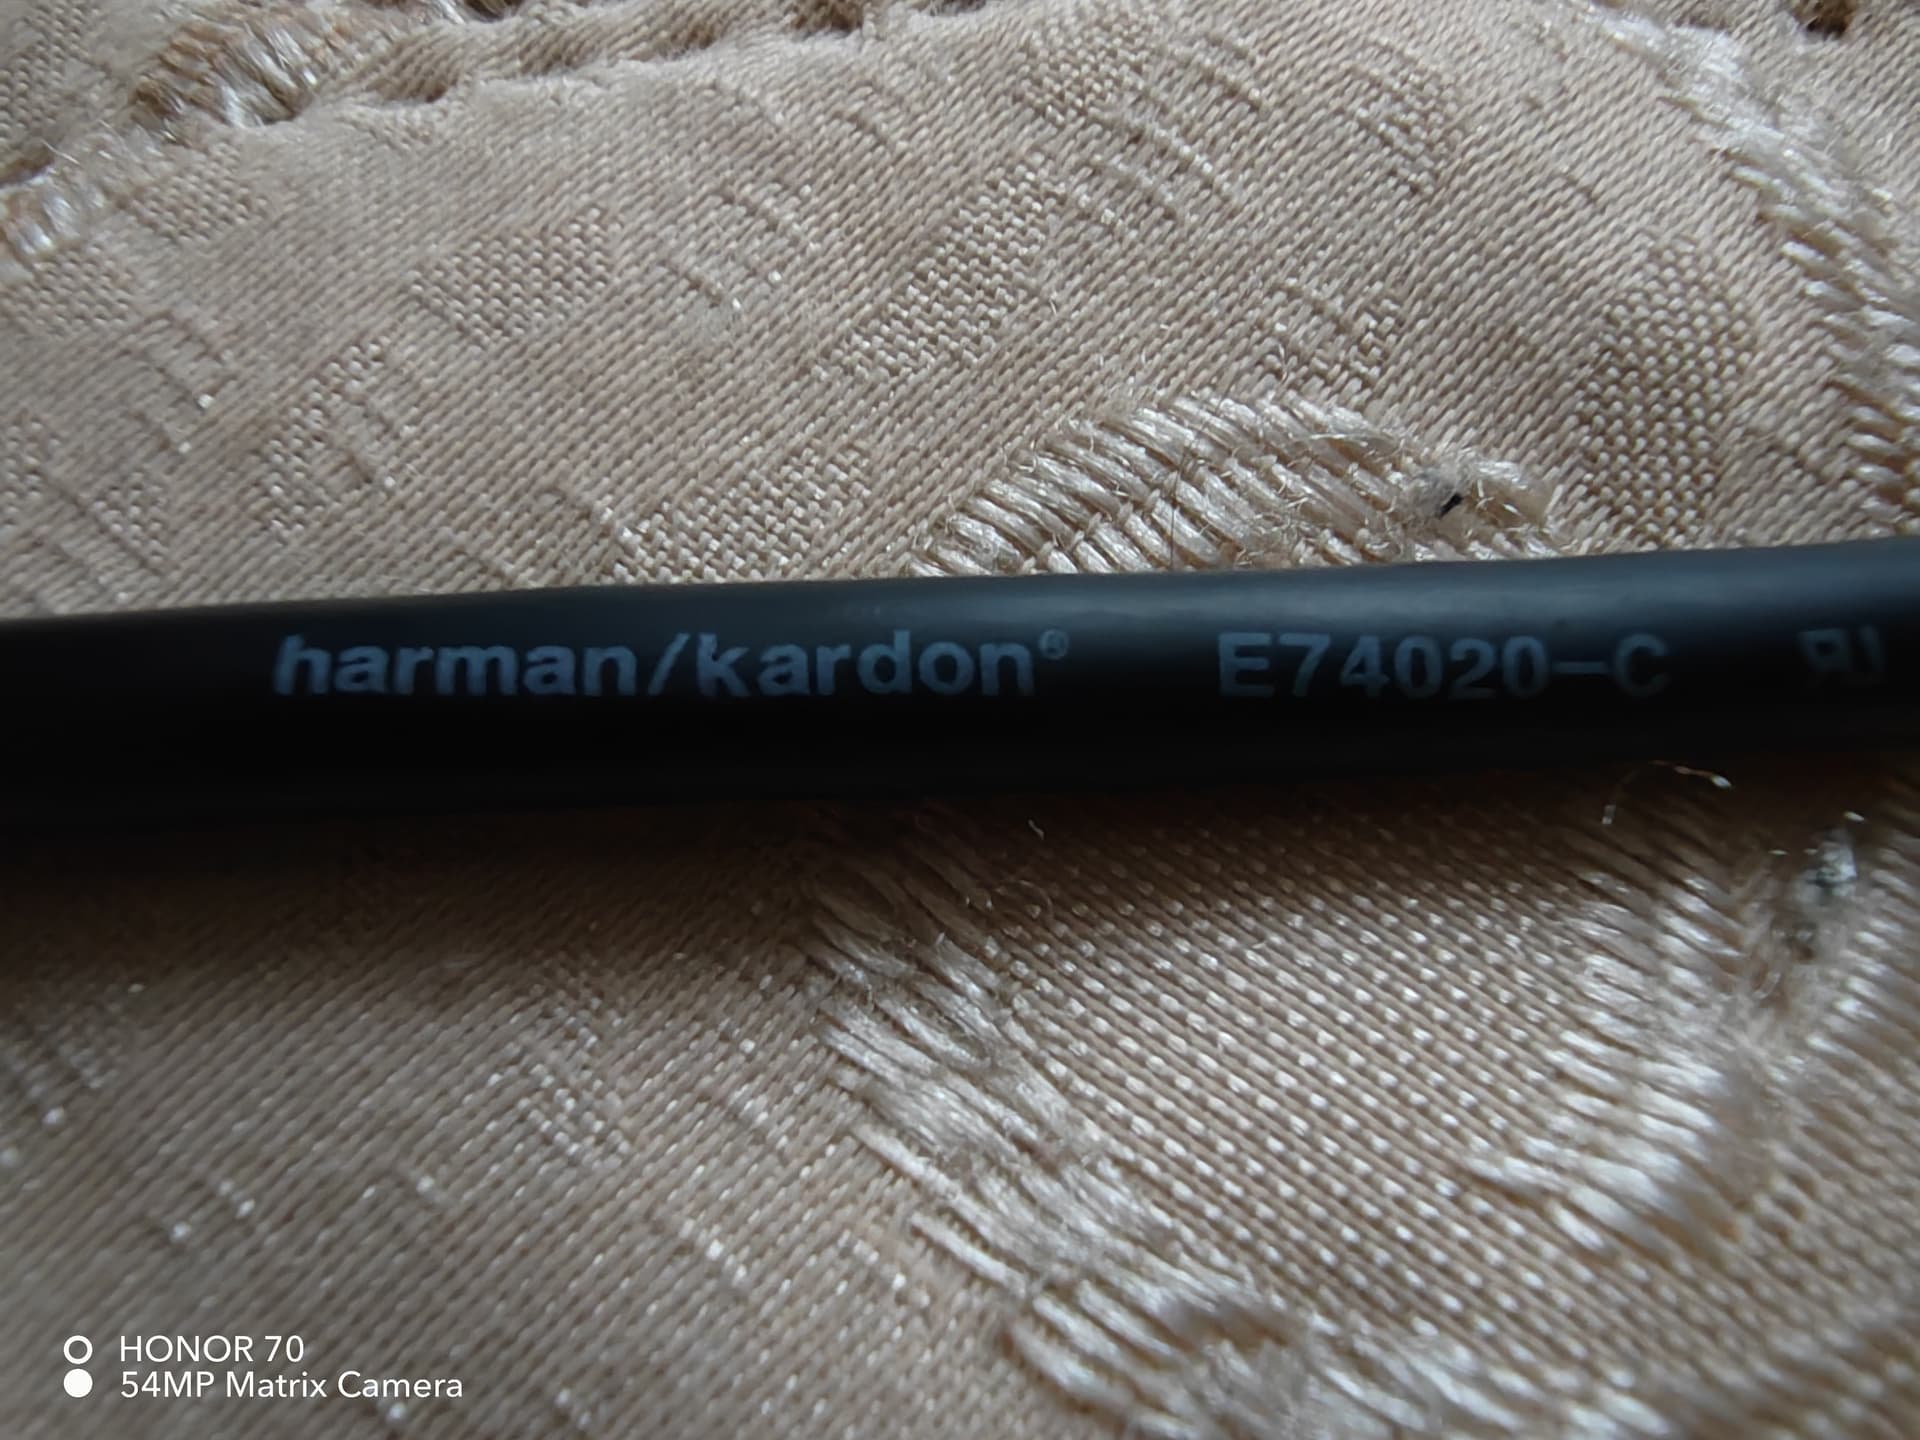 harman/kardon® E74020-C
HONOR 70
54MP Matrix Camera